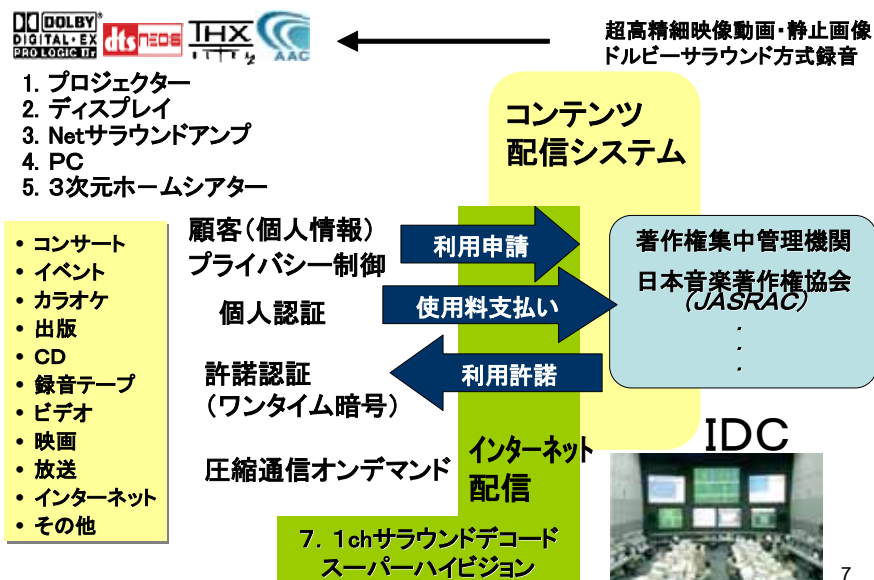 DOLBY
DIGITAL·EX
PRO LOGIC IIx
dts NEO6
THX
AAC
超高精細映像動画・静止画像
ドルビーサラウンド方式録音
1. プロジェクター
2. ディスプレイ
3. Netサラウンドアンプ
4. PC
5. 3次元ホームシアター
コンテンツ
配信システム
• コンサート
• イベント
• カラオケ
• 出版
• CD
• 録音テープ
• ビデオ
• 映画
• 放送
• インターネット
• その他
顧客(個人情報)
プライバシー制御
個人認証
許諾認証
(ワンタイム暗号)
圧縮通信オンデマンド
利用申請
使用料支払い
利用許諾
著作権集中管理機関
日本音楽著作権協会
(JASRAC)
.
.
.
インターネット
配信
IDC
7.1chサラウンドデコード
スーパーハイビジョン
7